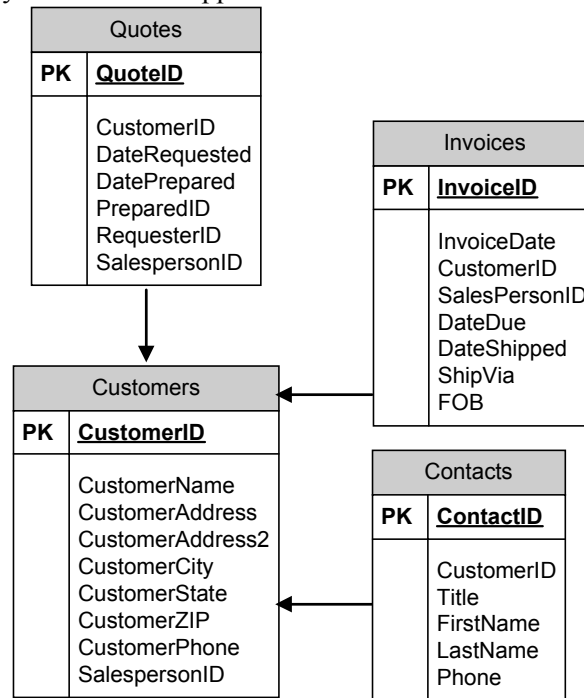 Quotes
PK QuoteID
CustomerID
DateRequested
DatePrepared
PreparedID
RequesterID
SalespersonID
Invoices
PK InvoiceID
InvoiceDate
CustomerID
SalesPersonID
DateDue
DateShipped
ShipVia
FOB
Customers
PK CustomerID
CustomerName
CustomerAddress
CustomerAddress2
CustomerCity
CustomerState
CustomerZIP
CustomerPhone
SalespersonID
Contacts
PK ContactID
CustomerID
Title
FirstName
LastName
Phone